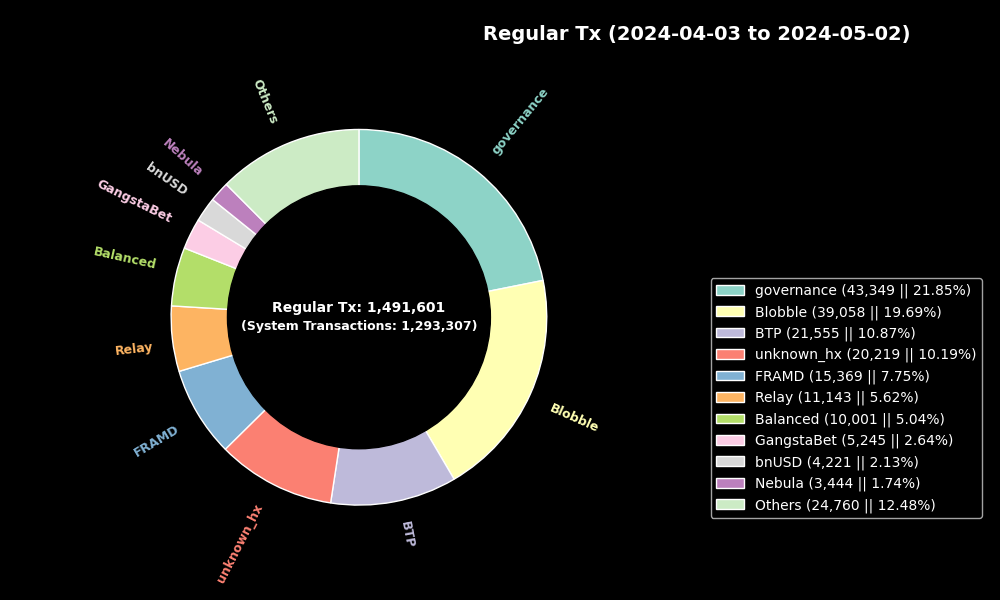 Regular Tx (2024-04-03 to 2024-05-02)
Others
governance
Nebula
bnUSD
GangstaBet
Balanced
Relay
FRAMD
unknown_hx
BTP
Blobble
Regular Tx: 1,491,601
(System Transactions: 1,293,307)
governance (43,349 || 21.85%)
Blobble (39,058 || 19.69%)
BTP (21,555 || 10.87%)
unknown_hx (20,219 || 10.19%)
FRAMD (15,369 || 7.75%)
Relay (11,143 || 5.62%)
Balanced (10,001 || 5.04%)
GangstaBet (5,245 || 2.64%)
bnUSD (4,221 || 2.13%)
Nebula (3,444 || 1.74%)
Others (24,760 || 12.48%)